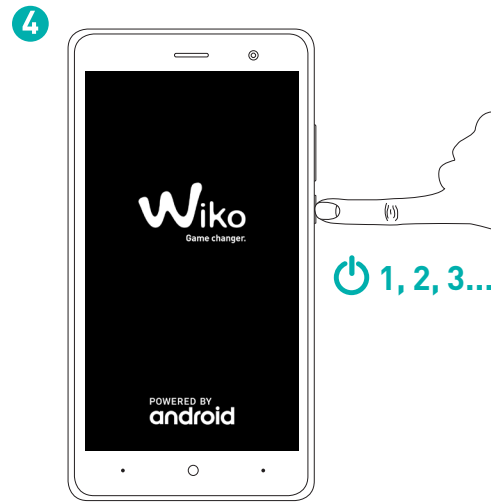 4
Wiko
Game changer.
1, 2, 3...
POWERED BY
android